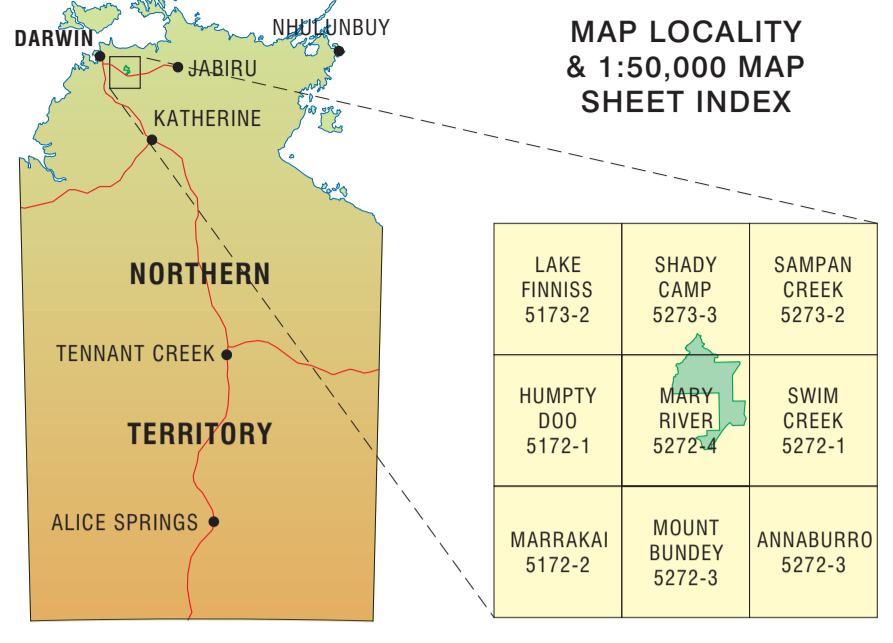 DARWIN
NHULUNBUY
JABIRU
KATHERINE
NORTHERN
TENNANT CREEK
TERRITORY
ALICE SPRINGS
MAP LOCALITY
& 1:50,000 MAP
SHEET INDEX
LAKE
FINNISS
5173-2
SHADY
CAMP
5273-3
SAMPAN
CREEK
5273-2
HUMPTY
DOO
5172-1
MARY
RIVER
5272-4
SWIM
CREEK
5272-1
MARRAKAI
5172-2
MOUNT
BUNDEY
5272-3
ANNABURRO
5272-3